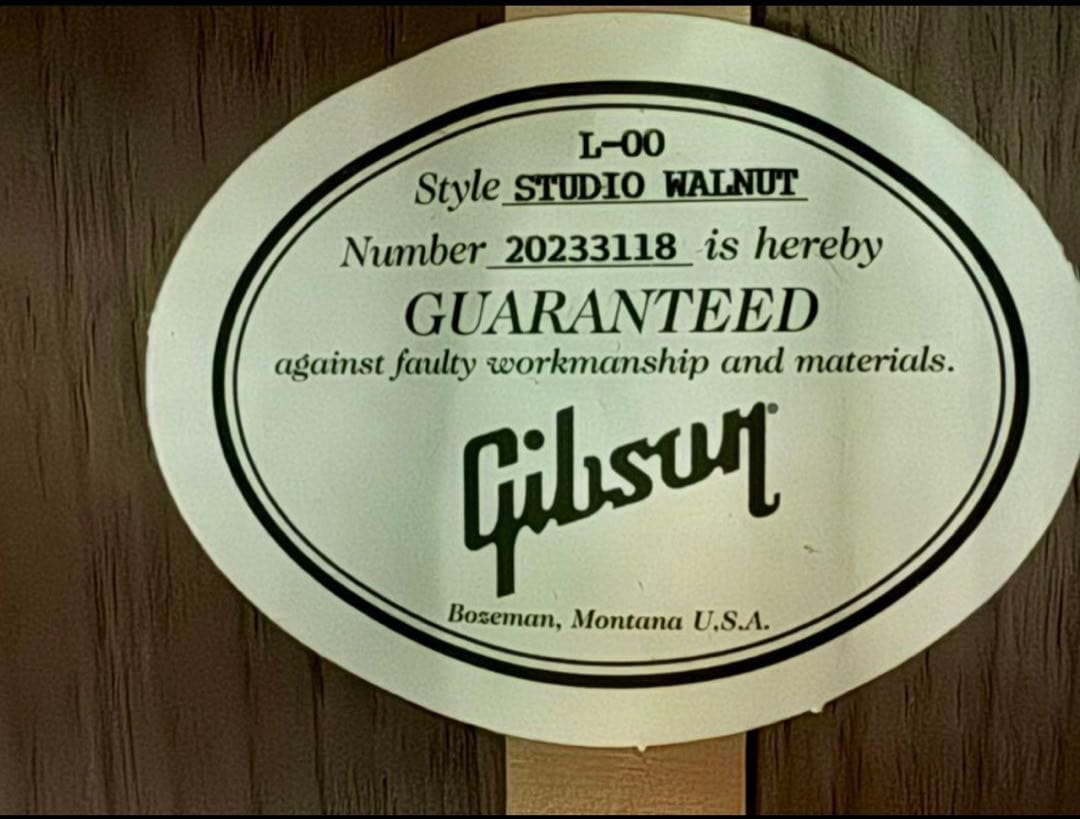 L-00
Style STUDIO WALNUT
Number 20233118 is hereby
GUARANTEED
against faulty workmanship and materials.
Gibson
Bozeman, Montana U.S.A.